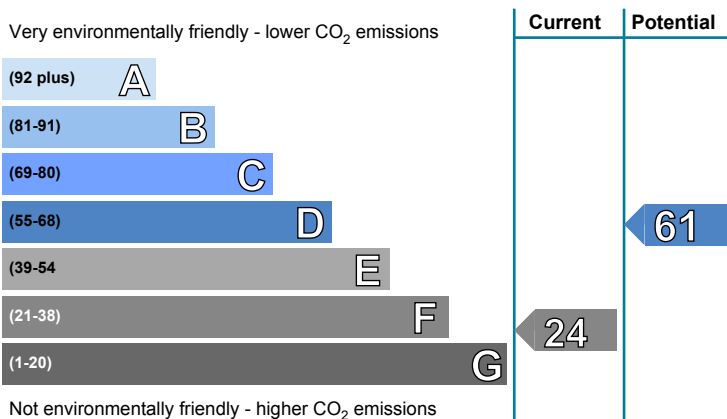 Very environmentally friendly - lower CO2 emissions
Current
Potential
(92 plus) A
(81-91) B
(69-80) C
(55-68) D
61
(39-54 E
(21-38) F
24
(1-20) G
Not environmentally friendly - higher CO2 emissions